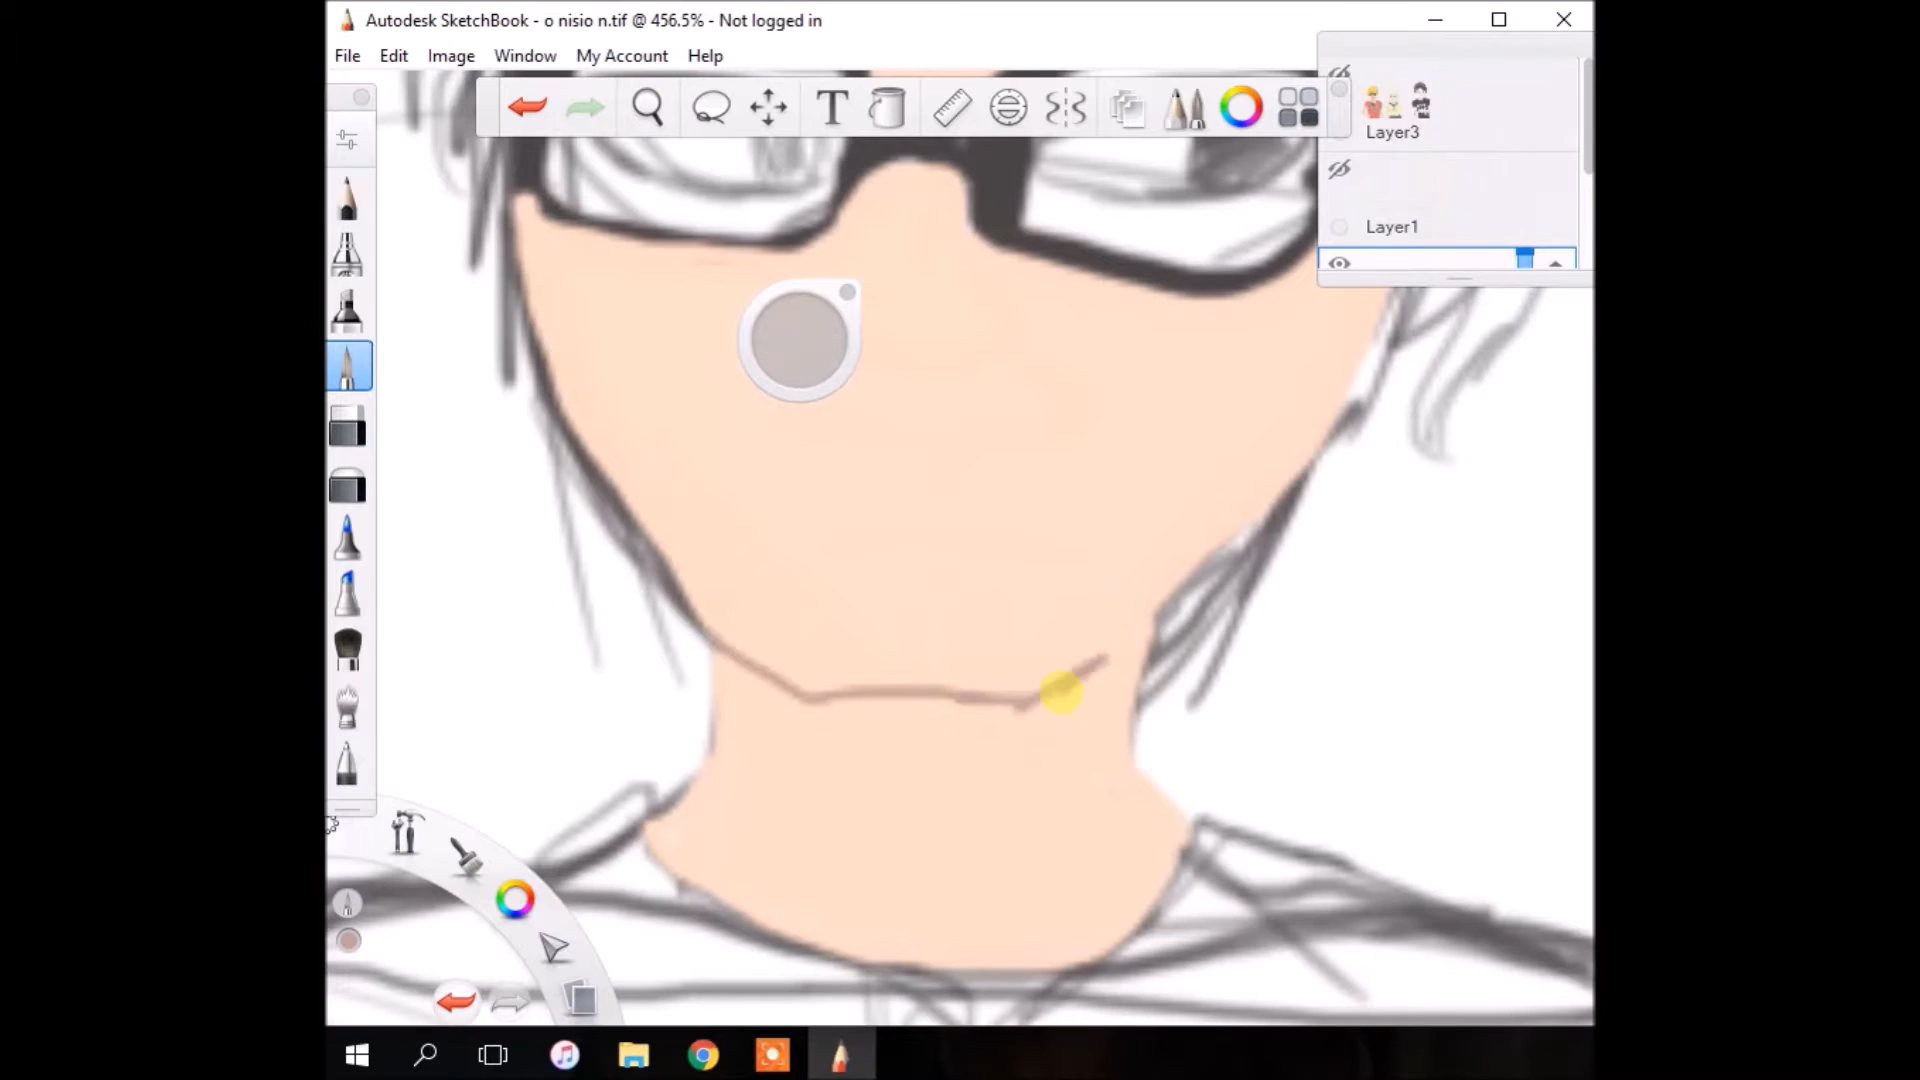 Autodesk SketchBook - o nisio n.tif @ 456.5% - Not logged in
File Edit Image Window My Account Help
T
Layer3
Layer1